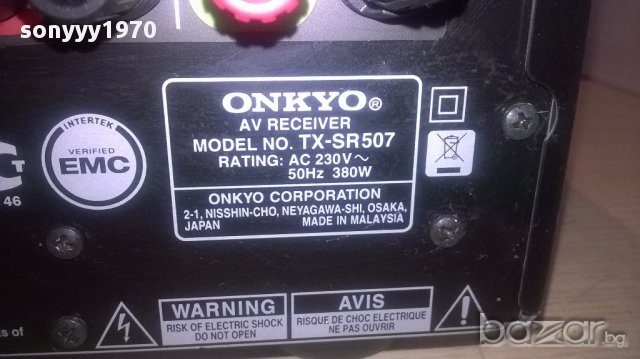 sonyyy1970
ONKYO®
AV RECEIVER
MODEL NO. TX-SR507
RATING: AC 230V~
50Hz 380W
ONKYO CORPORATION
2-1, NISSHIN-CHO, NEYAGAWA-SHI, OSAKA,
JAPAN MADE IN MALAYSIA
INTERTEK
VERIFIED
EMC
T
46
WARNING
RISK OF ELECTRIC SHOCK
DO NOT OPEN
AVIS
RISQUE DE CHOC ELECTRIQUE
NE PAS OUVRIR
s of
базар.bg